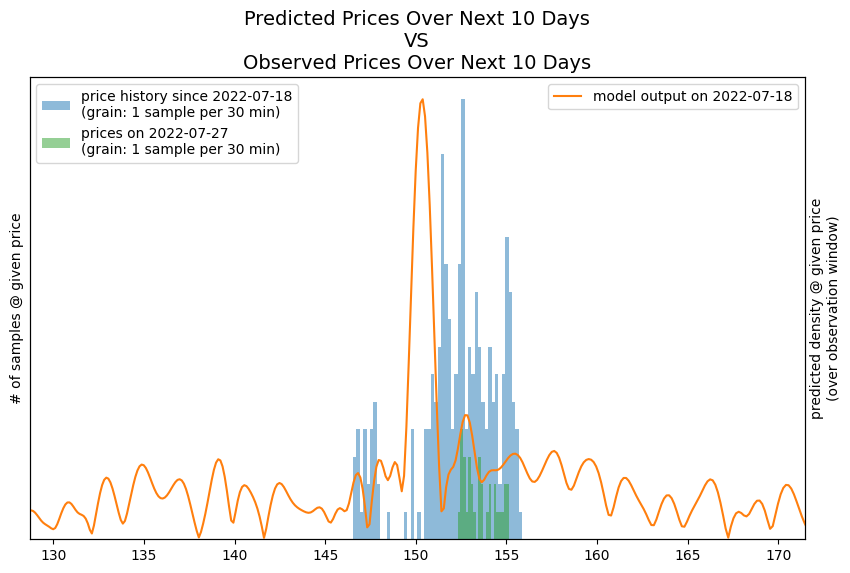 Predicted Prices Over Next 10 Days
VS
Observed Prices Over Next 10 Days
price history since 2022-07-18
(grain: 1 sample per 30 min)
prices on 2022-07-27
(grain: 1 sample per 30 min)
model output on 2022-07-18
# of samples @ given price
predicted density @ given price
(over observation window)
130 135 140 145 150 155 160 165 170